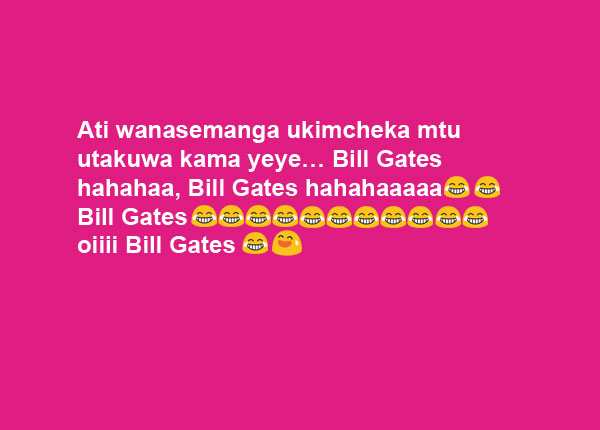 Ati wanasemanga ukimcheka mtu
utakuwa kama yeye… Bill Gates
hahahaa, Bill Gates hahahaaaaa😂 😂
Bill Gates😂😂😂😂😂😂😂😂😂😂😂
oiiii Bill Gates 😂😅